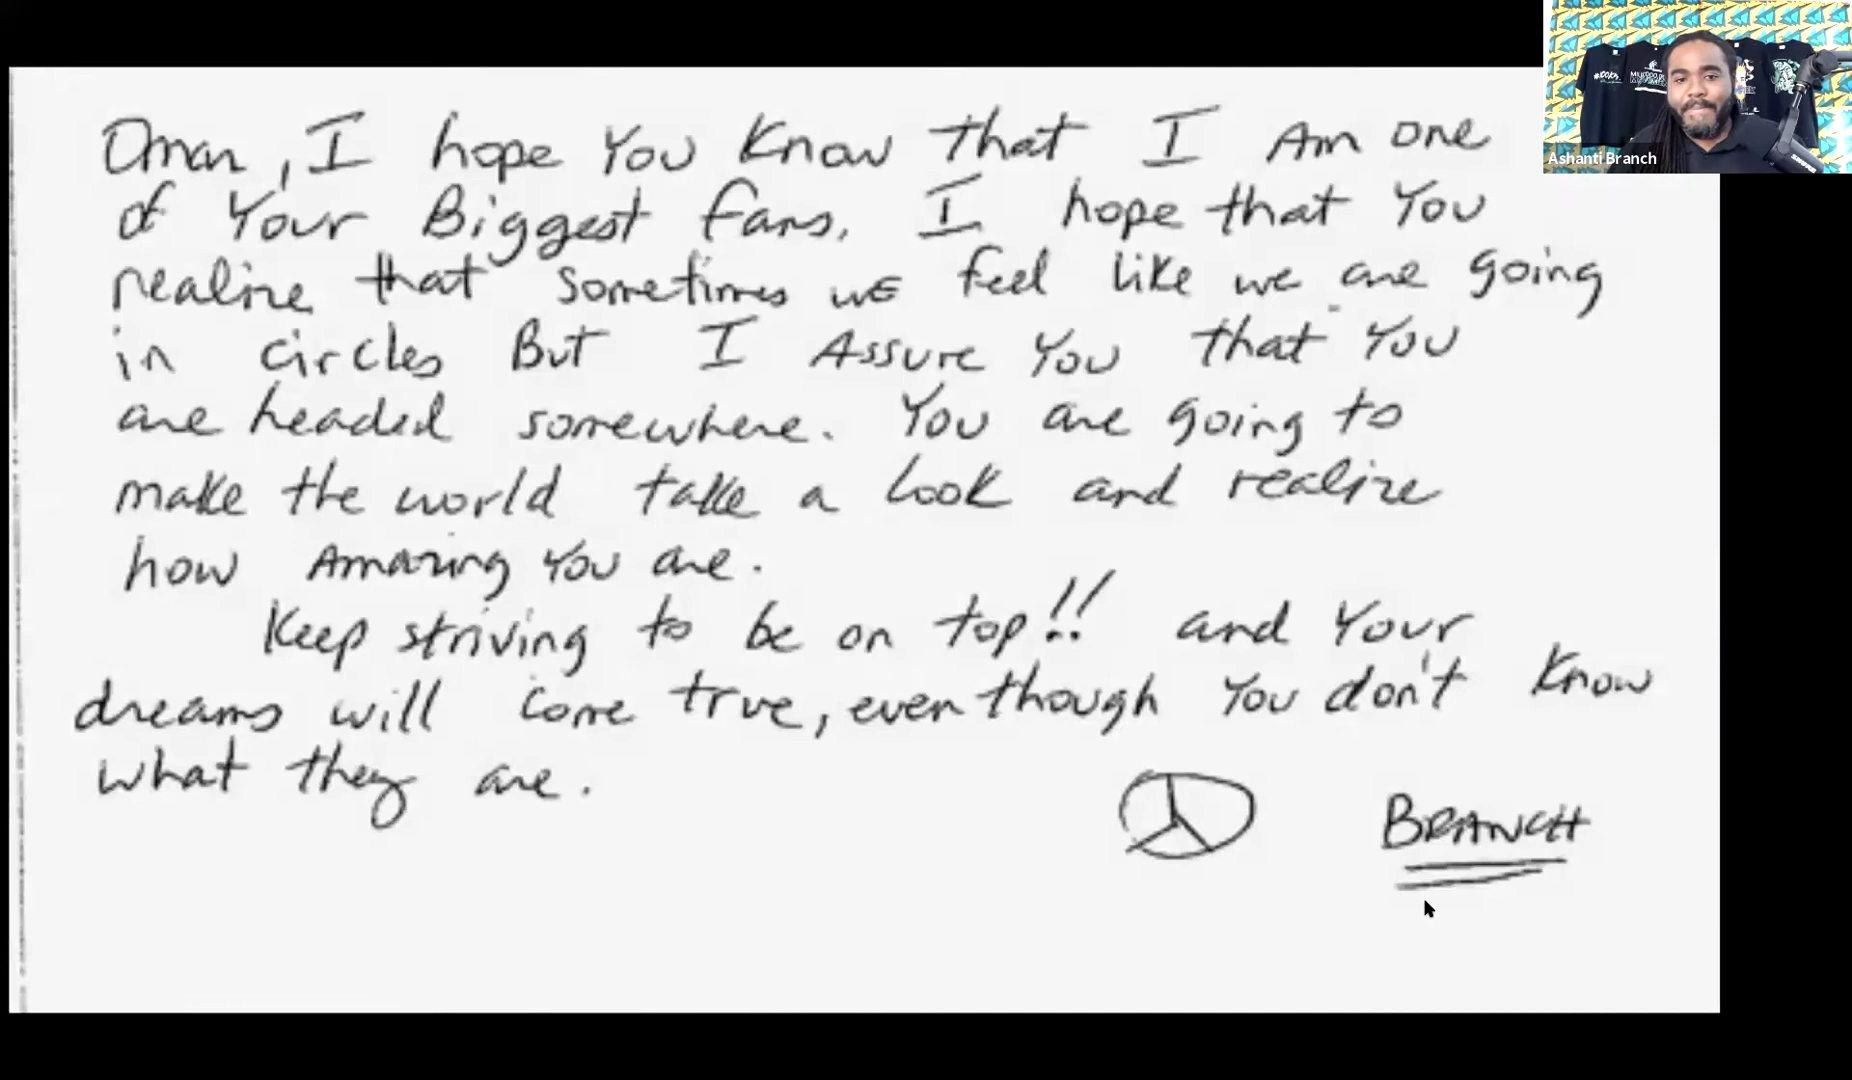 Omar, I hope You Know that I Am one
of Your Biggest fans. I hope that You
realize that sometimes we feel like we are going
in circles But I Assure You that You
are headed somewhere. You are going to
make the world take a look and realize
how Amazing You are.
Keep striving to be on top!! and Your
dreams will come true, even though You don't Know
what they are.
BRANCH
Ashanti Branch
SHURE